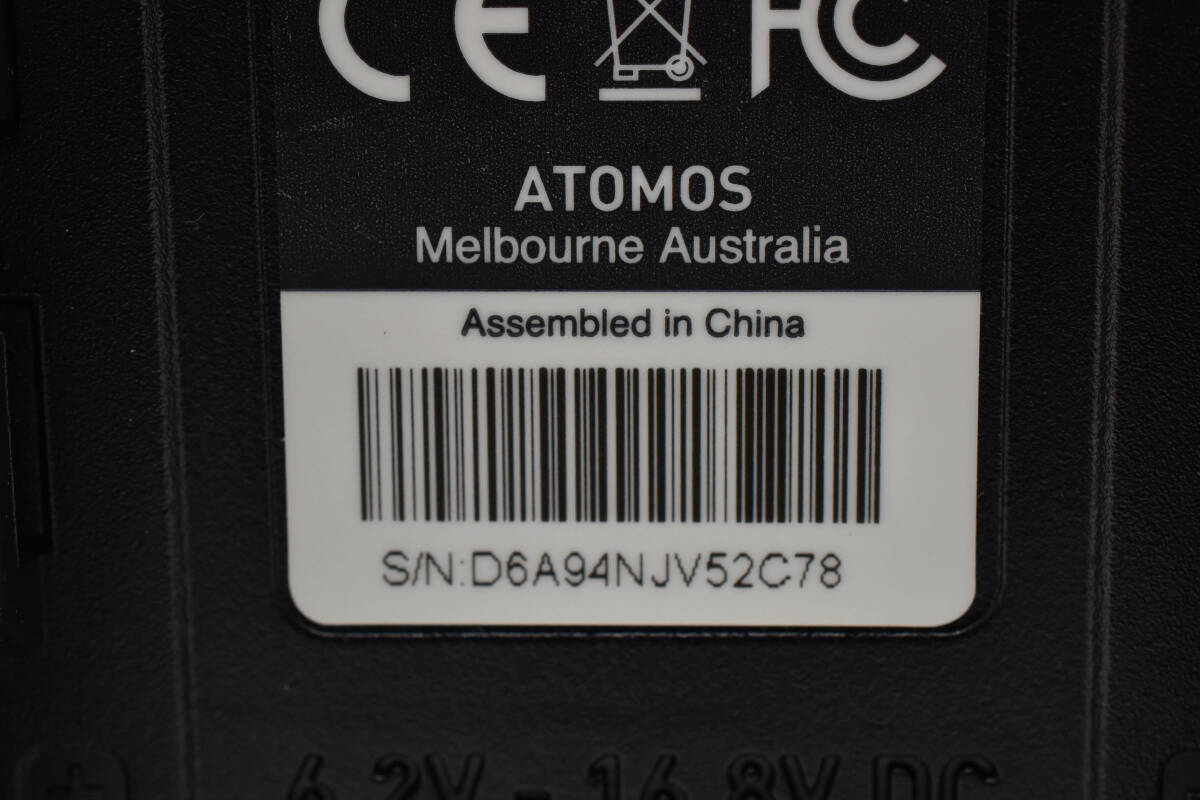 CE FC
ATOMOS
Melbourne Australia
Assembled in China
S/N:D6A94NJV52C78
6.2V - 16.8V DC